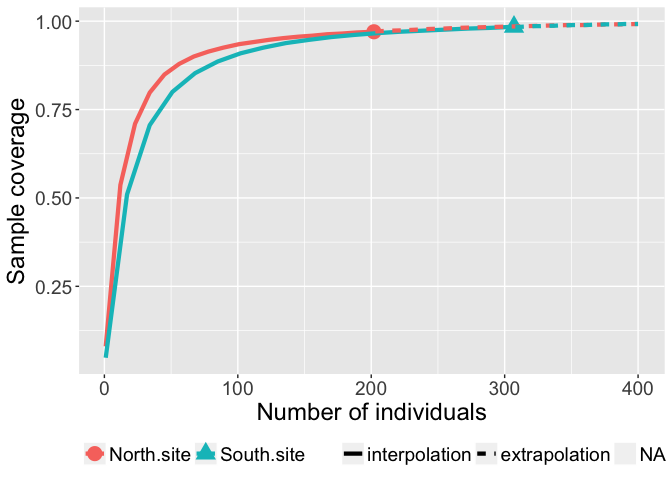 1.00
0.75
0.50
0.25
Sample coverage
0 100 200 300 400
Number of individuals
North.site South.site interpolation extrapolation NA